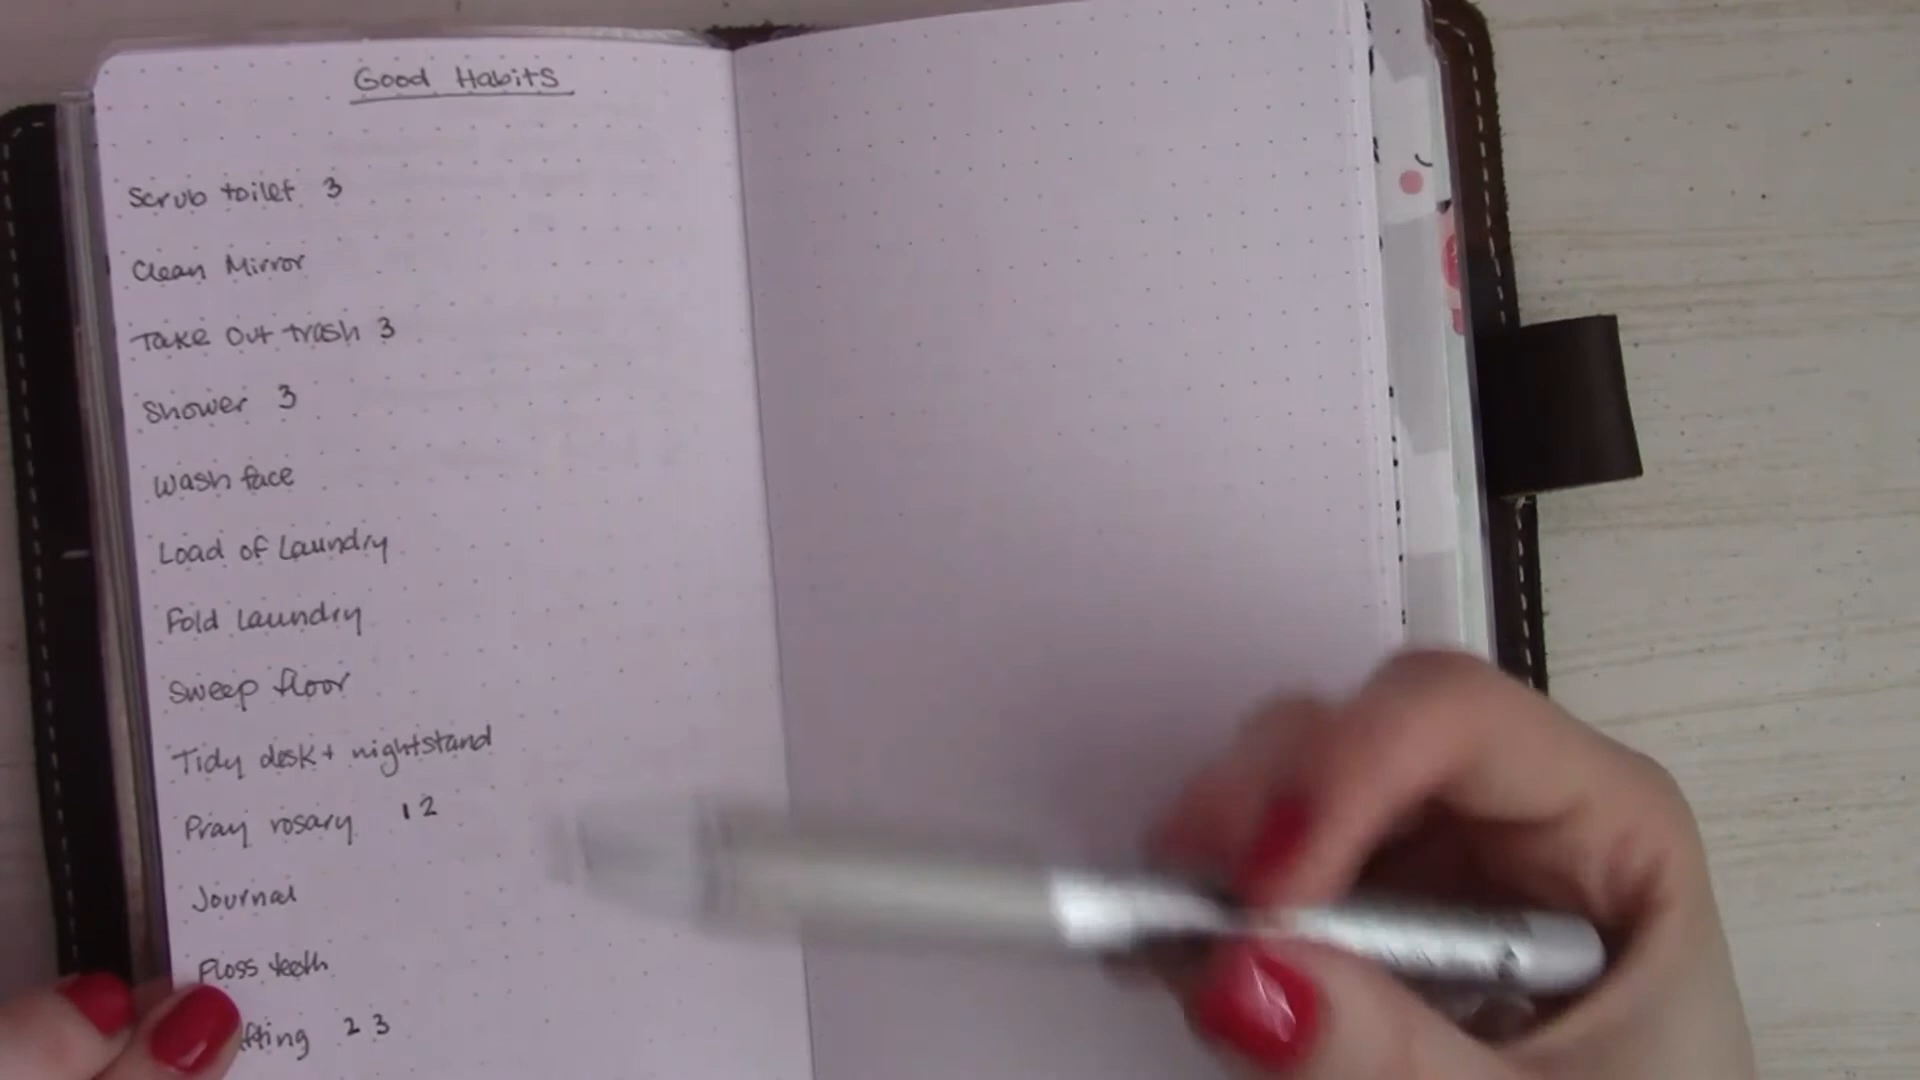 Good Habits
Scrub toilet 3
Clean Mirror
Take out trash 3
Shower 3
Wash face
Load of Laundry
Fold laundry
Sweep floor
Tidy desk + nightstand
Pray rosary 1 2
Journal
Floss teeth
2 3